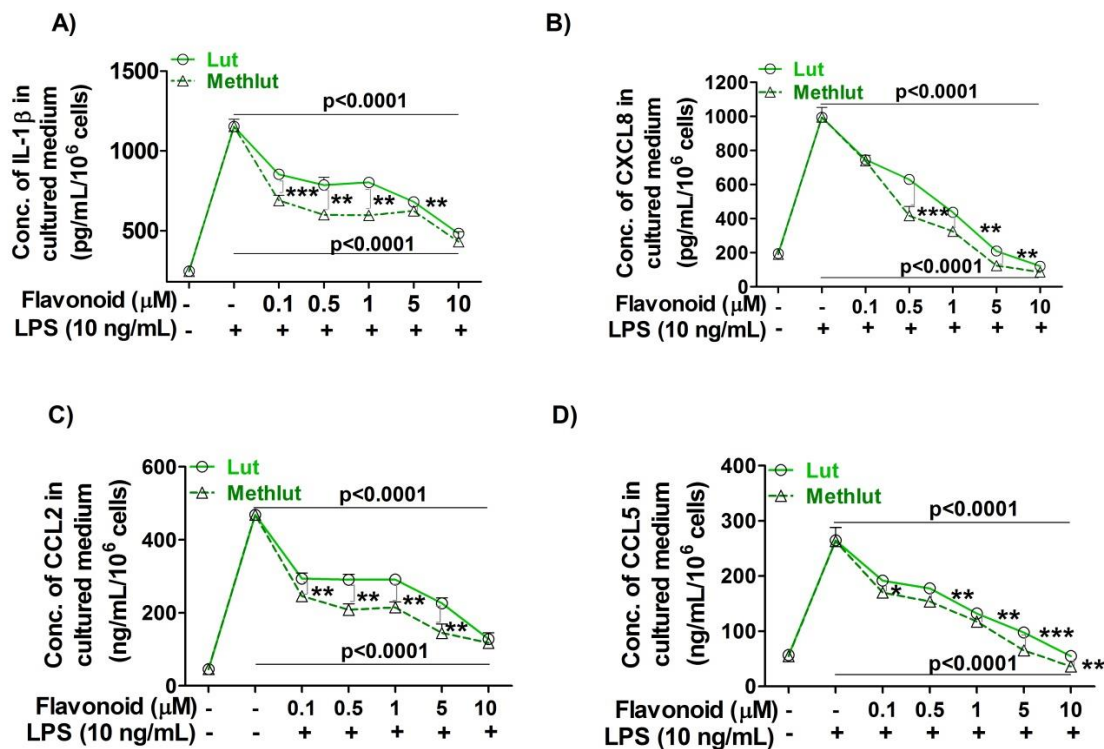 A)
Lut
Methlut
1500
1000
500
Conc. of IL-1β in
cultured medium
(pg/mL/10⁶ cells)
p<0.0001
*** ** ** **
p<0.0001
Flavonoid (μM) - - 0.1 0.5 1 5 10
LPS (10 ng/mL) - + + + + + +
B)
Lut
Methlut
1000
800
600
400
200
0
Conc. of CXCL8 in
cultured medium
(pg/mL/10⁶ cells)
p<0.0001
*** ** **
p<0.0001
Flavonoid (μM) - - 0.1 0.5 1 5 10
LPS (10 ng/mL) - + + + + + +
C)
Lut
Methlut
600
400
200
0
Conc. of CCL2 in
cultured medium
(ng/mL/10⁶ cells)
p<0.0001
** ** ** **
p<0.0001
Flavonoid (μM) - - 0.1 0.5 1 5 10
LPS (10 ng/mL) - - + + + + +
D)
Lut
Methlut
400
300
200
100
0
Conc. of CCL5 in
cultured medium
(ng/mL/10⁶ cells)
p<0.0001
* ** ** *** **
p<0.0001
Flavonoid (μM) - - 0.1 0.5 1 5 10
LPS (10 ng/mL) - + + + + + +